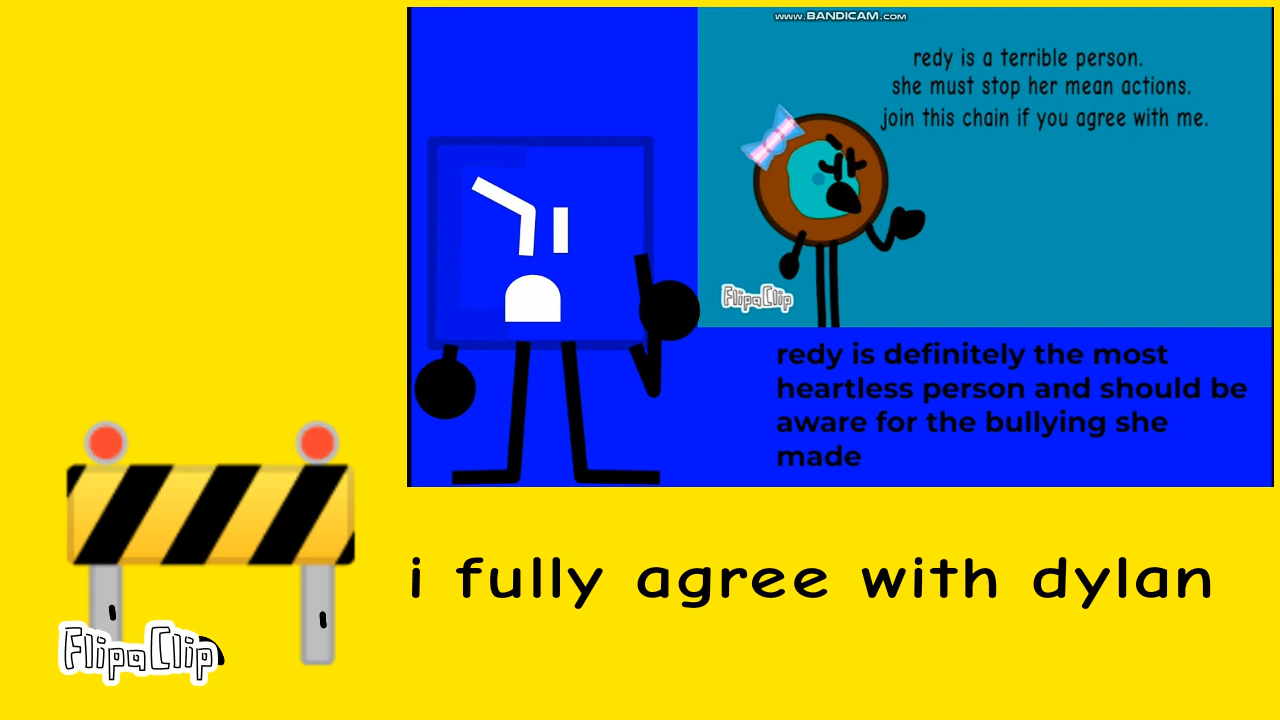 www.BANDICAM.com
redy is a terrible person.
she must stop her mean actions.
join this chain if you agree with me.
FlipaClip
redy is definitely the most
heartless person and should be
aware for the bullying she
made
i fully agree with dylan
FlipaClip